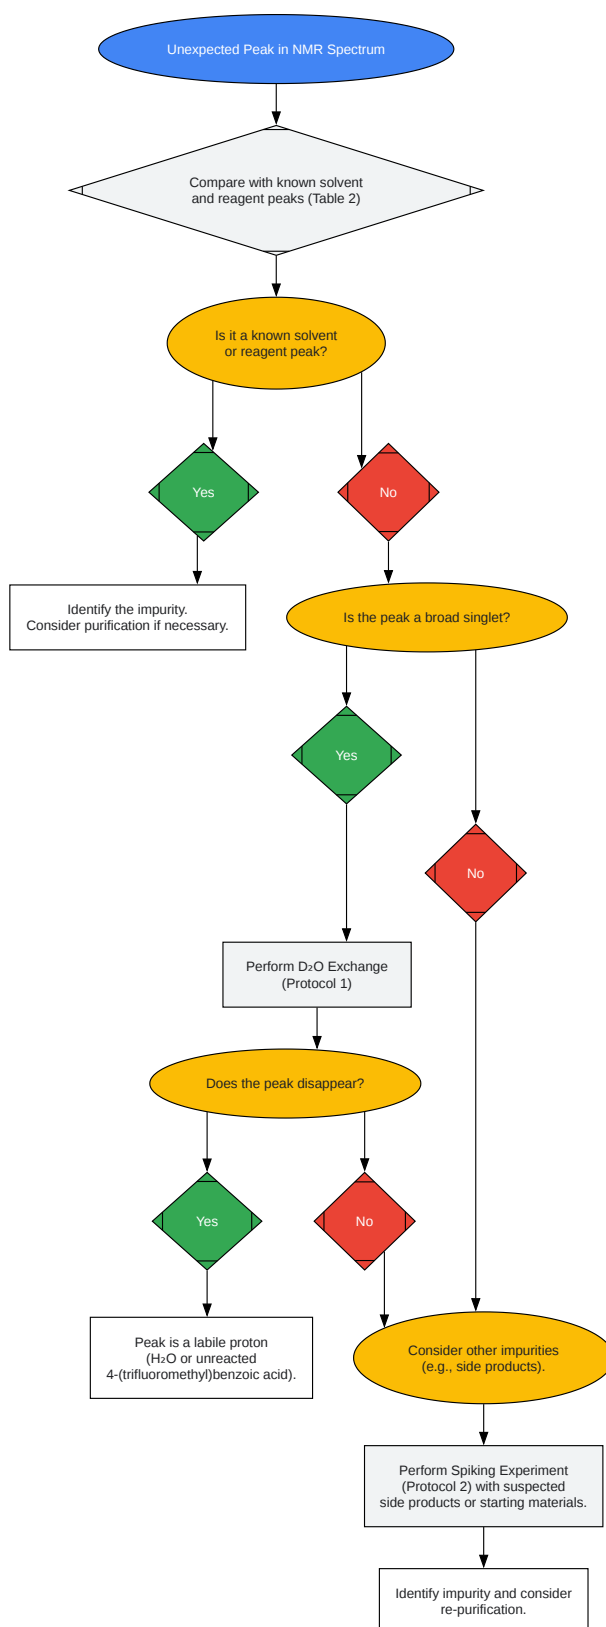 Unexpected Peak in NMR Spectrum
Compare with known solvent
and reagent peaks (Table 2)
Is it a known solvent
or reagent peak?
Yes
No
Identify the impurity.
Consider purification if necessary.
Is the peak a broad singlet?
Yes
No
Perform D₂O Exchange
(Protocol 1)
Does the peak disappear?
Yes
No
Peak is a labile proton
(H₂O or unreacted
4-(trifluoromethyl)benzoic acid).
Consider other impurities
(e.g., side products).
Perform Spiking Experiment
(Protocol 2) with suspected
side products or starting materials.
Identify impurity and consider
re-purification.